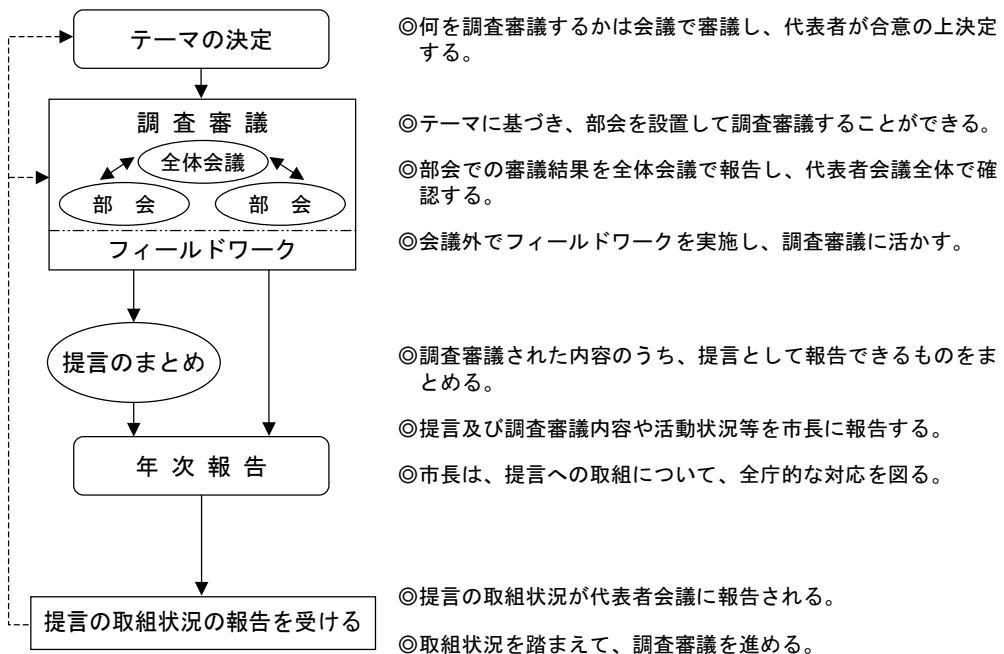 テーマの決定
◎何を調査審議するかは会議で審議し、代表者が合意の上決定
する。
調 査 審 議
全体会議
部 会
部 会
フィールドワーク
◎テーマに基づき、部会を設置して調査審議することができる。
◎部会での審議結果を全体会議で報告し、代表者会議全体で確
認する。
◎会議外でフィールドワークを実施し、調査審議に活かす。
提言のまとめ
◎調査審議された内容のうち、提言として報告できるものをま
とめる。
年 次 報 告
◎提言及び調査審議内容や活動状況等を市長に報告する。
◎市長は、提言への取組について、全庁的な対応を図る。
提言の取組状況の報告を受ける
◎提言の取組状況が代表者会議に報告される。
◎取組状況を踏まえて、調査審議を進める。